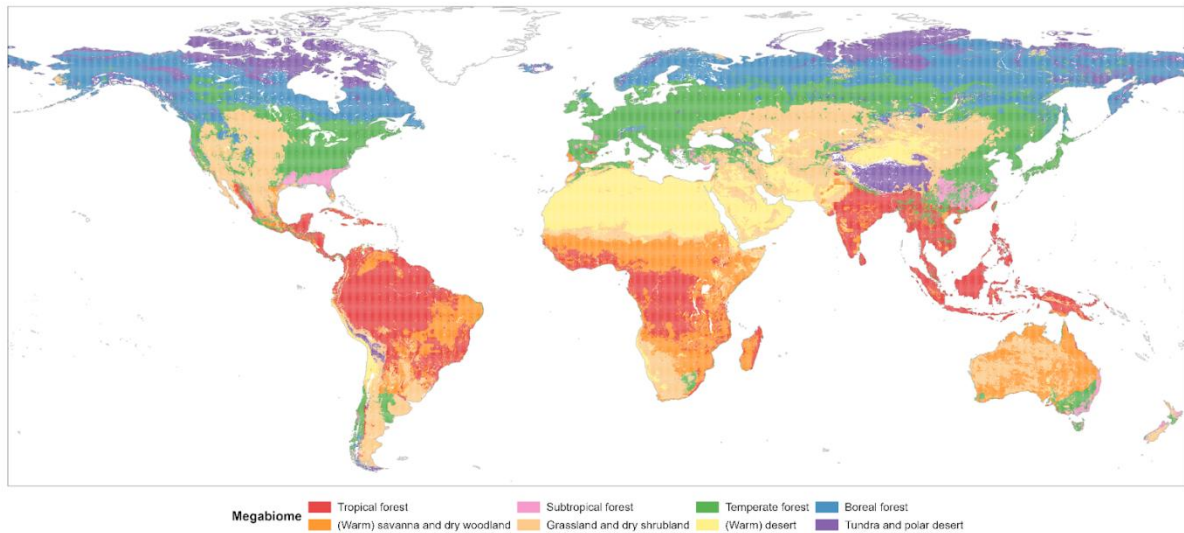 Megabiome
Tropical forest
Subtropical forest
Temperate forest
Boreal forest
(Warm) savanna and dry woodland
Grassland and dry shrubland
(Warm) desert
Tundra and polar desert